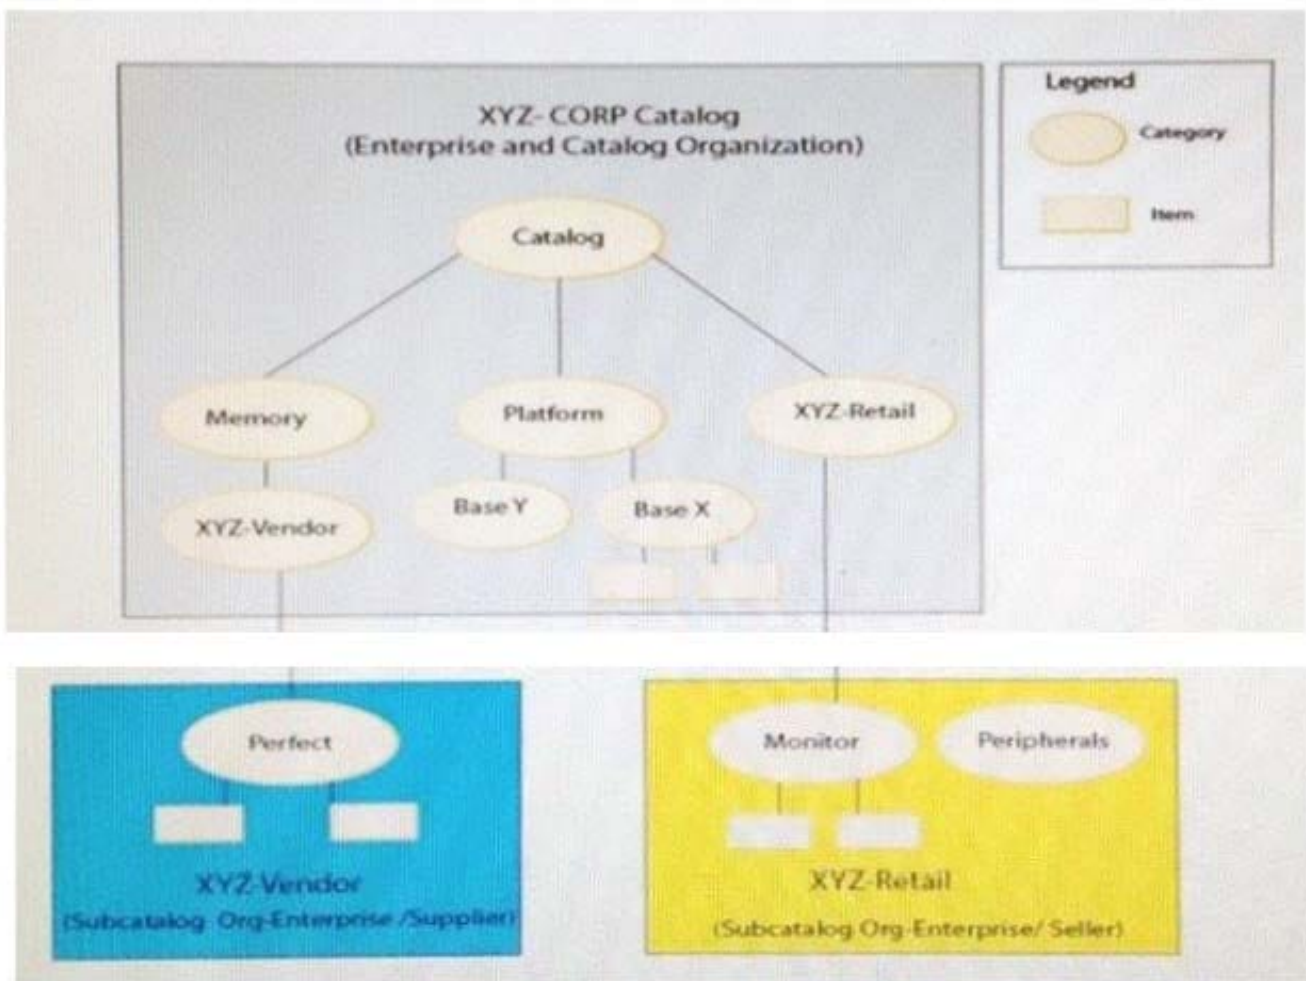 XYZ- CORP Catalog
(Enterprise and Catalog Organization)
Legend
Category
Item
Catalog
Memory
Platform
XYZ-Retail
XYZ-Vendor
Base Y
Base X
Perfect
Monitor
Peripherals
XYZ-Vendor
(Subcatalog Org-Enterprise /Supplier)
XYZ-Retail
(Subcatalog Org-Enterprise/ Seller)